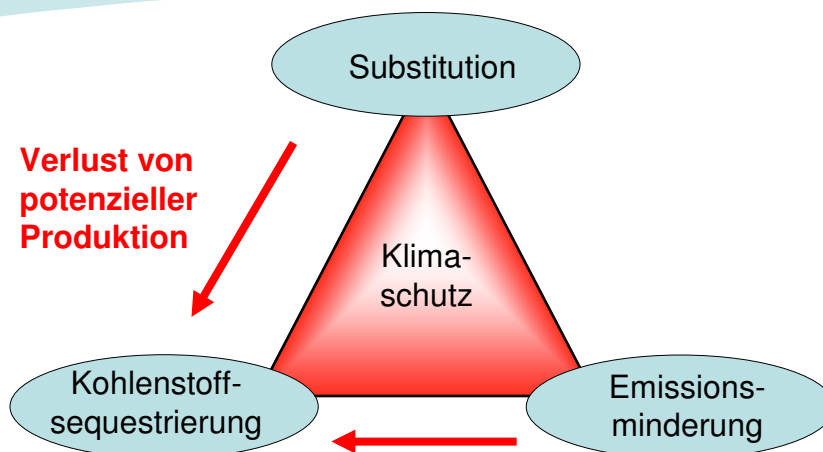 Substitution
Verlust von
potenzieller
Produktion
Klima-
schutz
Kohlenstoff-
sequestrierung
Emissions-
minderung